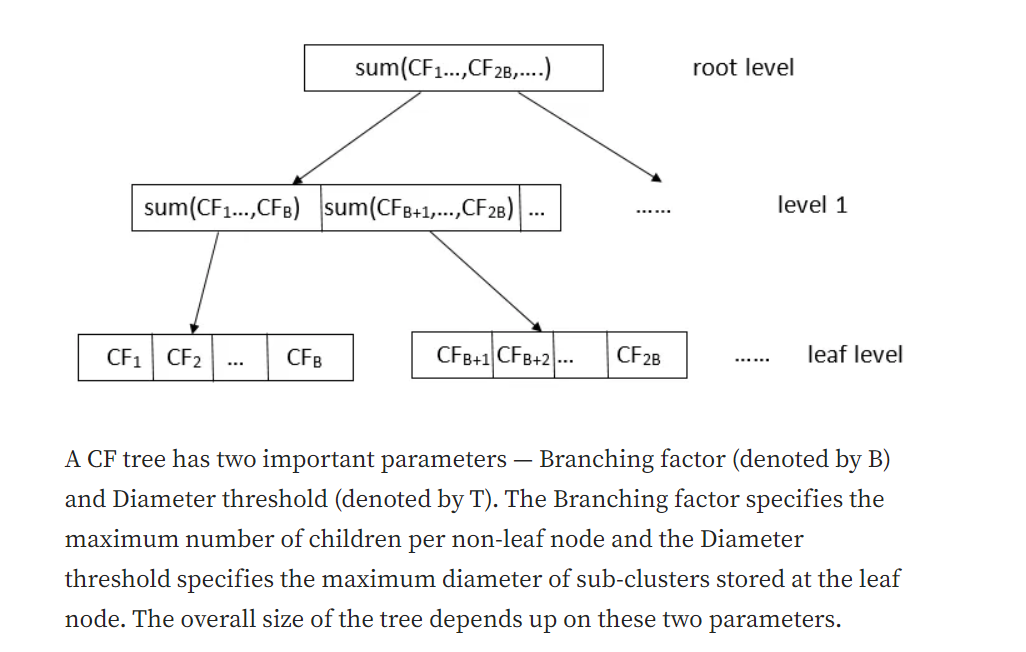 sum(CF₁...,CF₂B,....) root level
sum(CF₁...,CFB) sum(CFB+1,...,CF2B) ... ...... level 1
CF₁ CF₂ ... CFB CFB+1 CFB+2 ... CF2B ...... leaf level
A CF tree has two important parameters — Branching factor (denoted by B)
and Diameter threshold (denoted by T). The Branching factor specifies the
maximum number of children per non-leaf node and the Diameter
threshold specifies the maximum diameter of sub-clusters stored at the leaf
node. The overall size of the tree depends up on these two parameters.